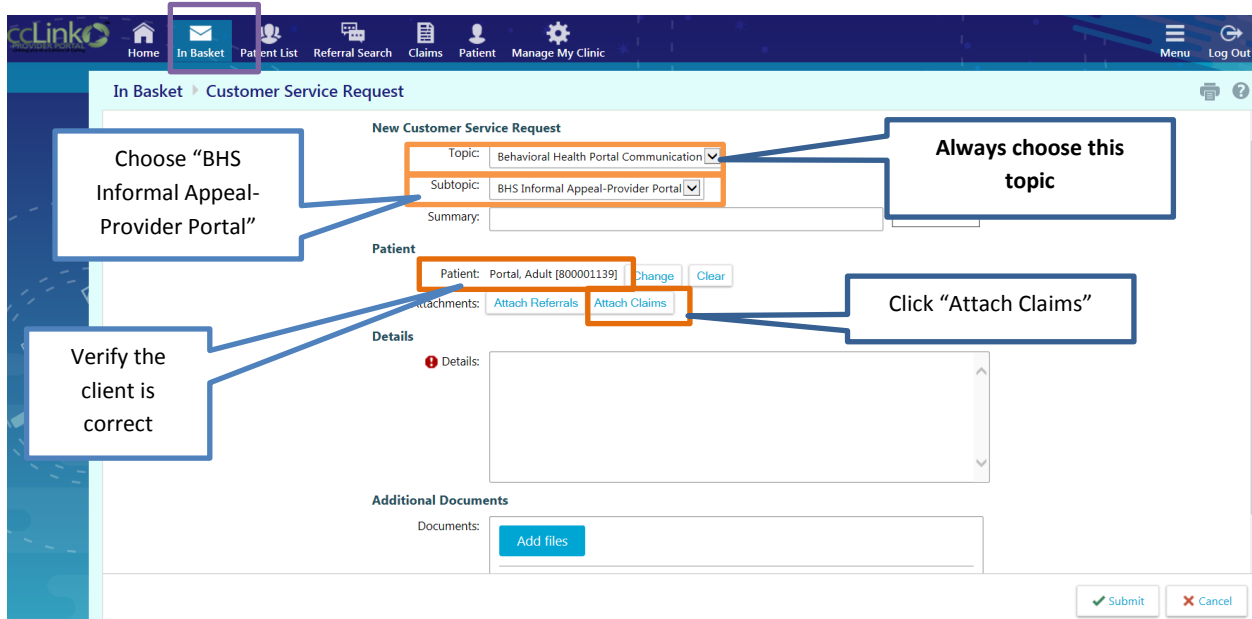 ccLink
PROVIDER PORTAL
Home In Basket Patient List Referral Search Claims Patient Manage My Clinic Menu Log Out
In Basket Customer Service Request
New Customer Service Request
Topic: Behavioral Health Portal Communication
Subtopic: BHS Informal Appeal-Provider Portal
Summary:
Choose “BHS
Informal Appeal-
Provider Portal”
Always choose this
topic
Patient
Patient: Portal, Adult [800001139] Change Clear
Attachments: Attach Referrals Attach Claims
Click “Attach Claims”
Verify the
client is
correct
Details
Details:
Additional Documents
Documents: Add files
Submit Cancel